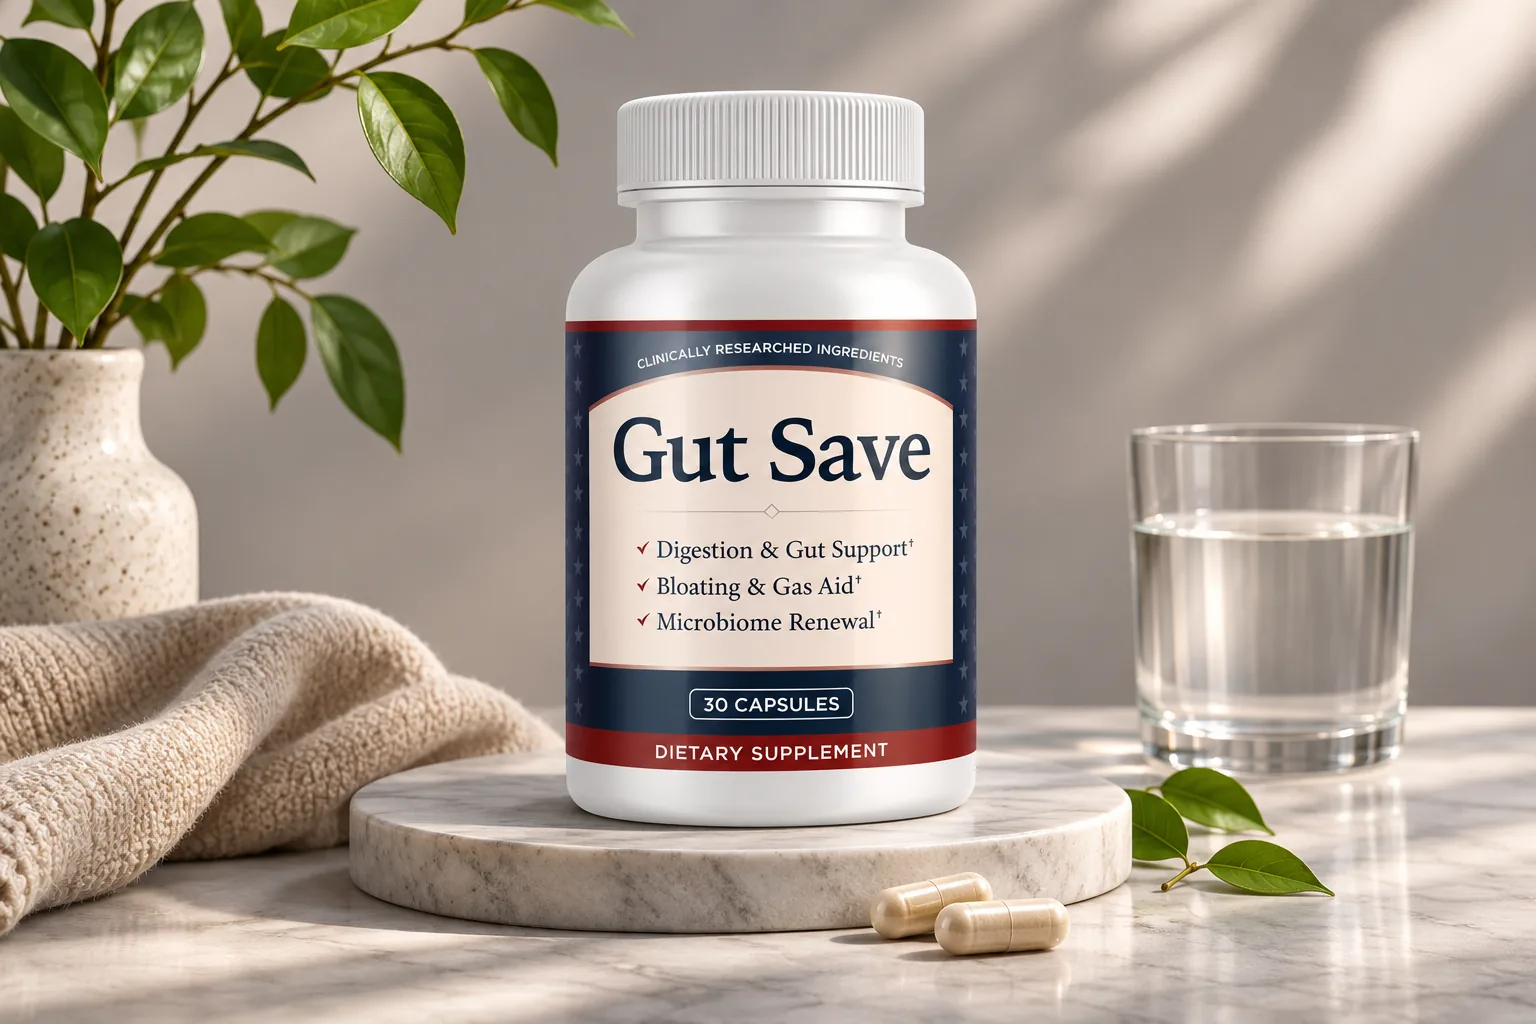 CLINICALLY RESEARCHED INGREDIENTS
Gut Save
✓ Digestion & Gut Support†
✓ Bloating & Gas Aid†
✓ Microbiome Renewal†
30 CAPSULES
DIETARY SUPPLEMENT